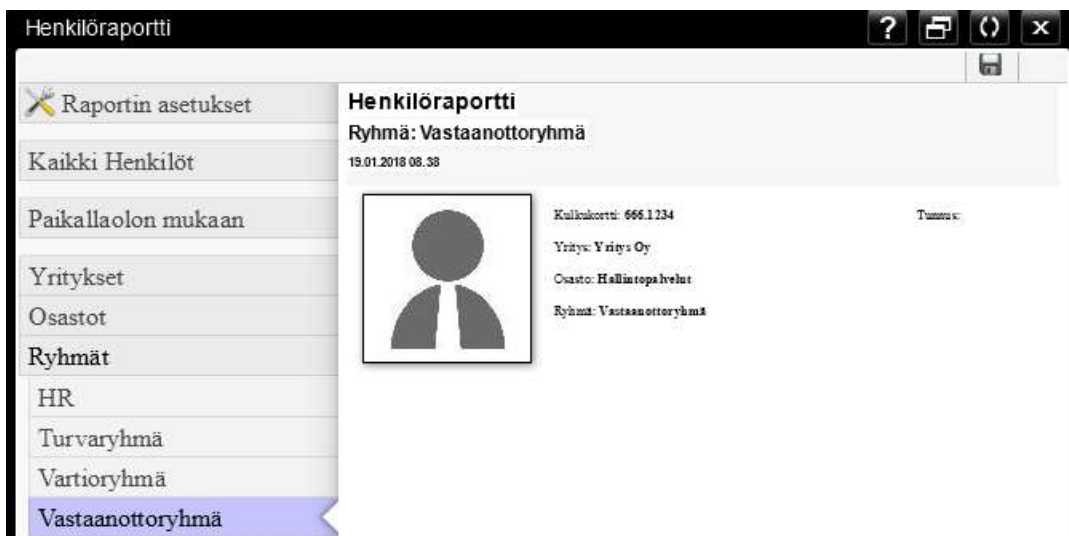 Henkilöraportti
Raportin asetukset
Kaikki Henkilöt
Paikallaolon mukaan
Yritykset
Osastot
Ryhmät
HR
Turvaryhmä
Vartioryhmä
Vastaanottoryhmä
Henkilöraportti
Ryhmä: Vastaanottoryhmä
19.01.2018 08.38
Kulkukortti: 666.1234 Tunnus:
Yritys: Yritys Oy
Osasto: Hallintopalvelut
Ryhmä: Vastaanottoryhmä